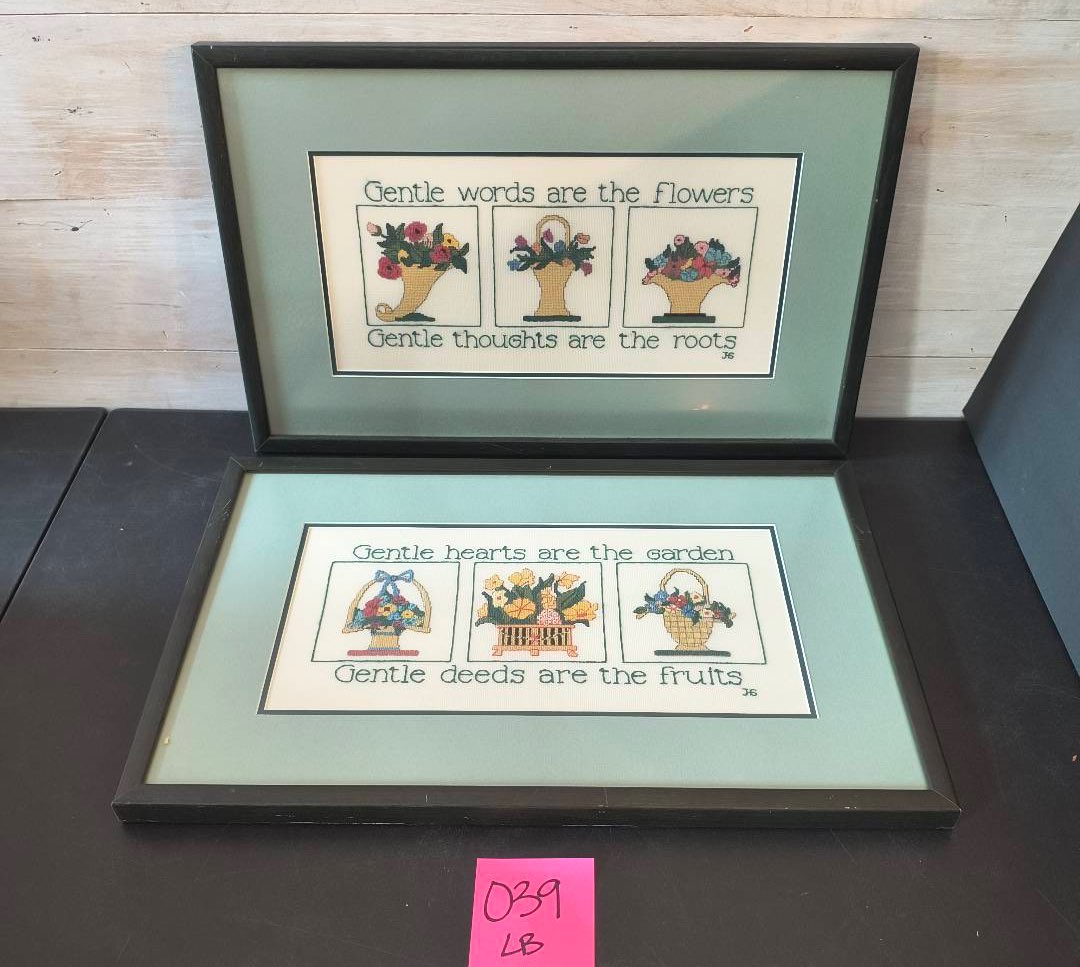 Gentle words are the flowers
Gentle thoughts are the roots
JG
Gentle hearts are the Garden
Gentle deeds are the fruits
JG
039
LB